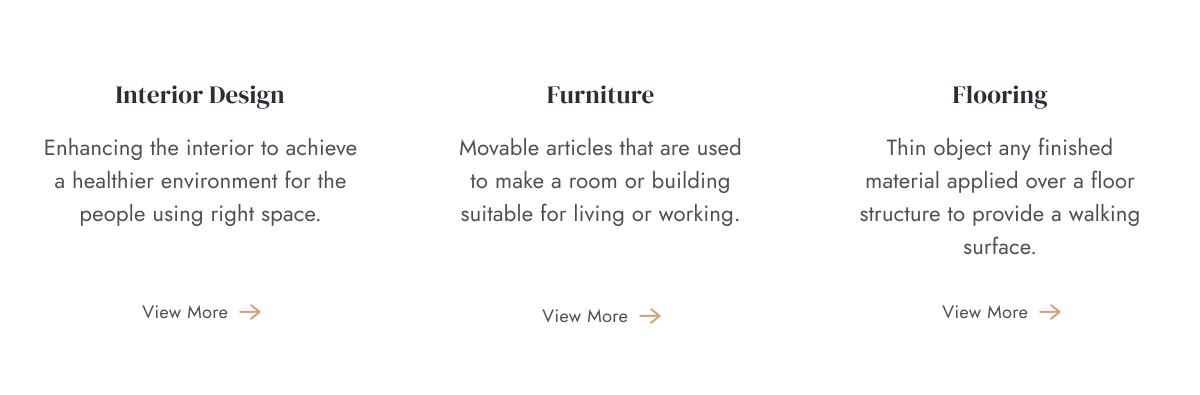 Interior Design
Enhancing the interior to achieve
a healthier environment for the
people using right space.
View More
Furniture
Movable articles that are used
to make a room or building
suitable for living or working.
View More
Flooring
Thin object any finished
material applied over a floor
structure to provide a walking
surface.
View More